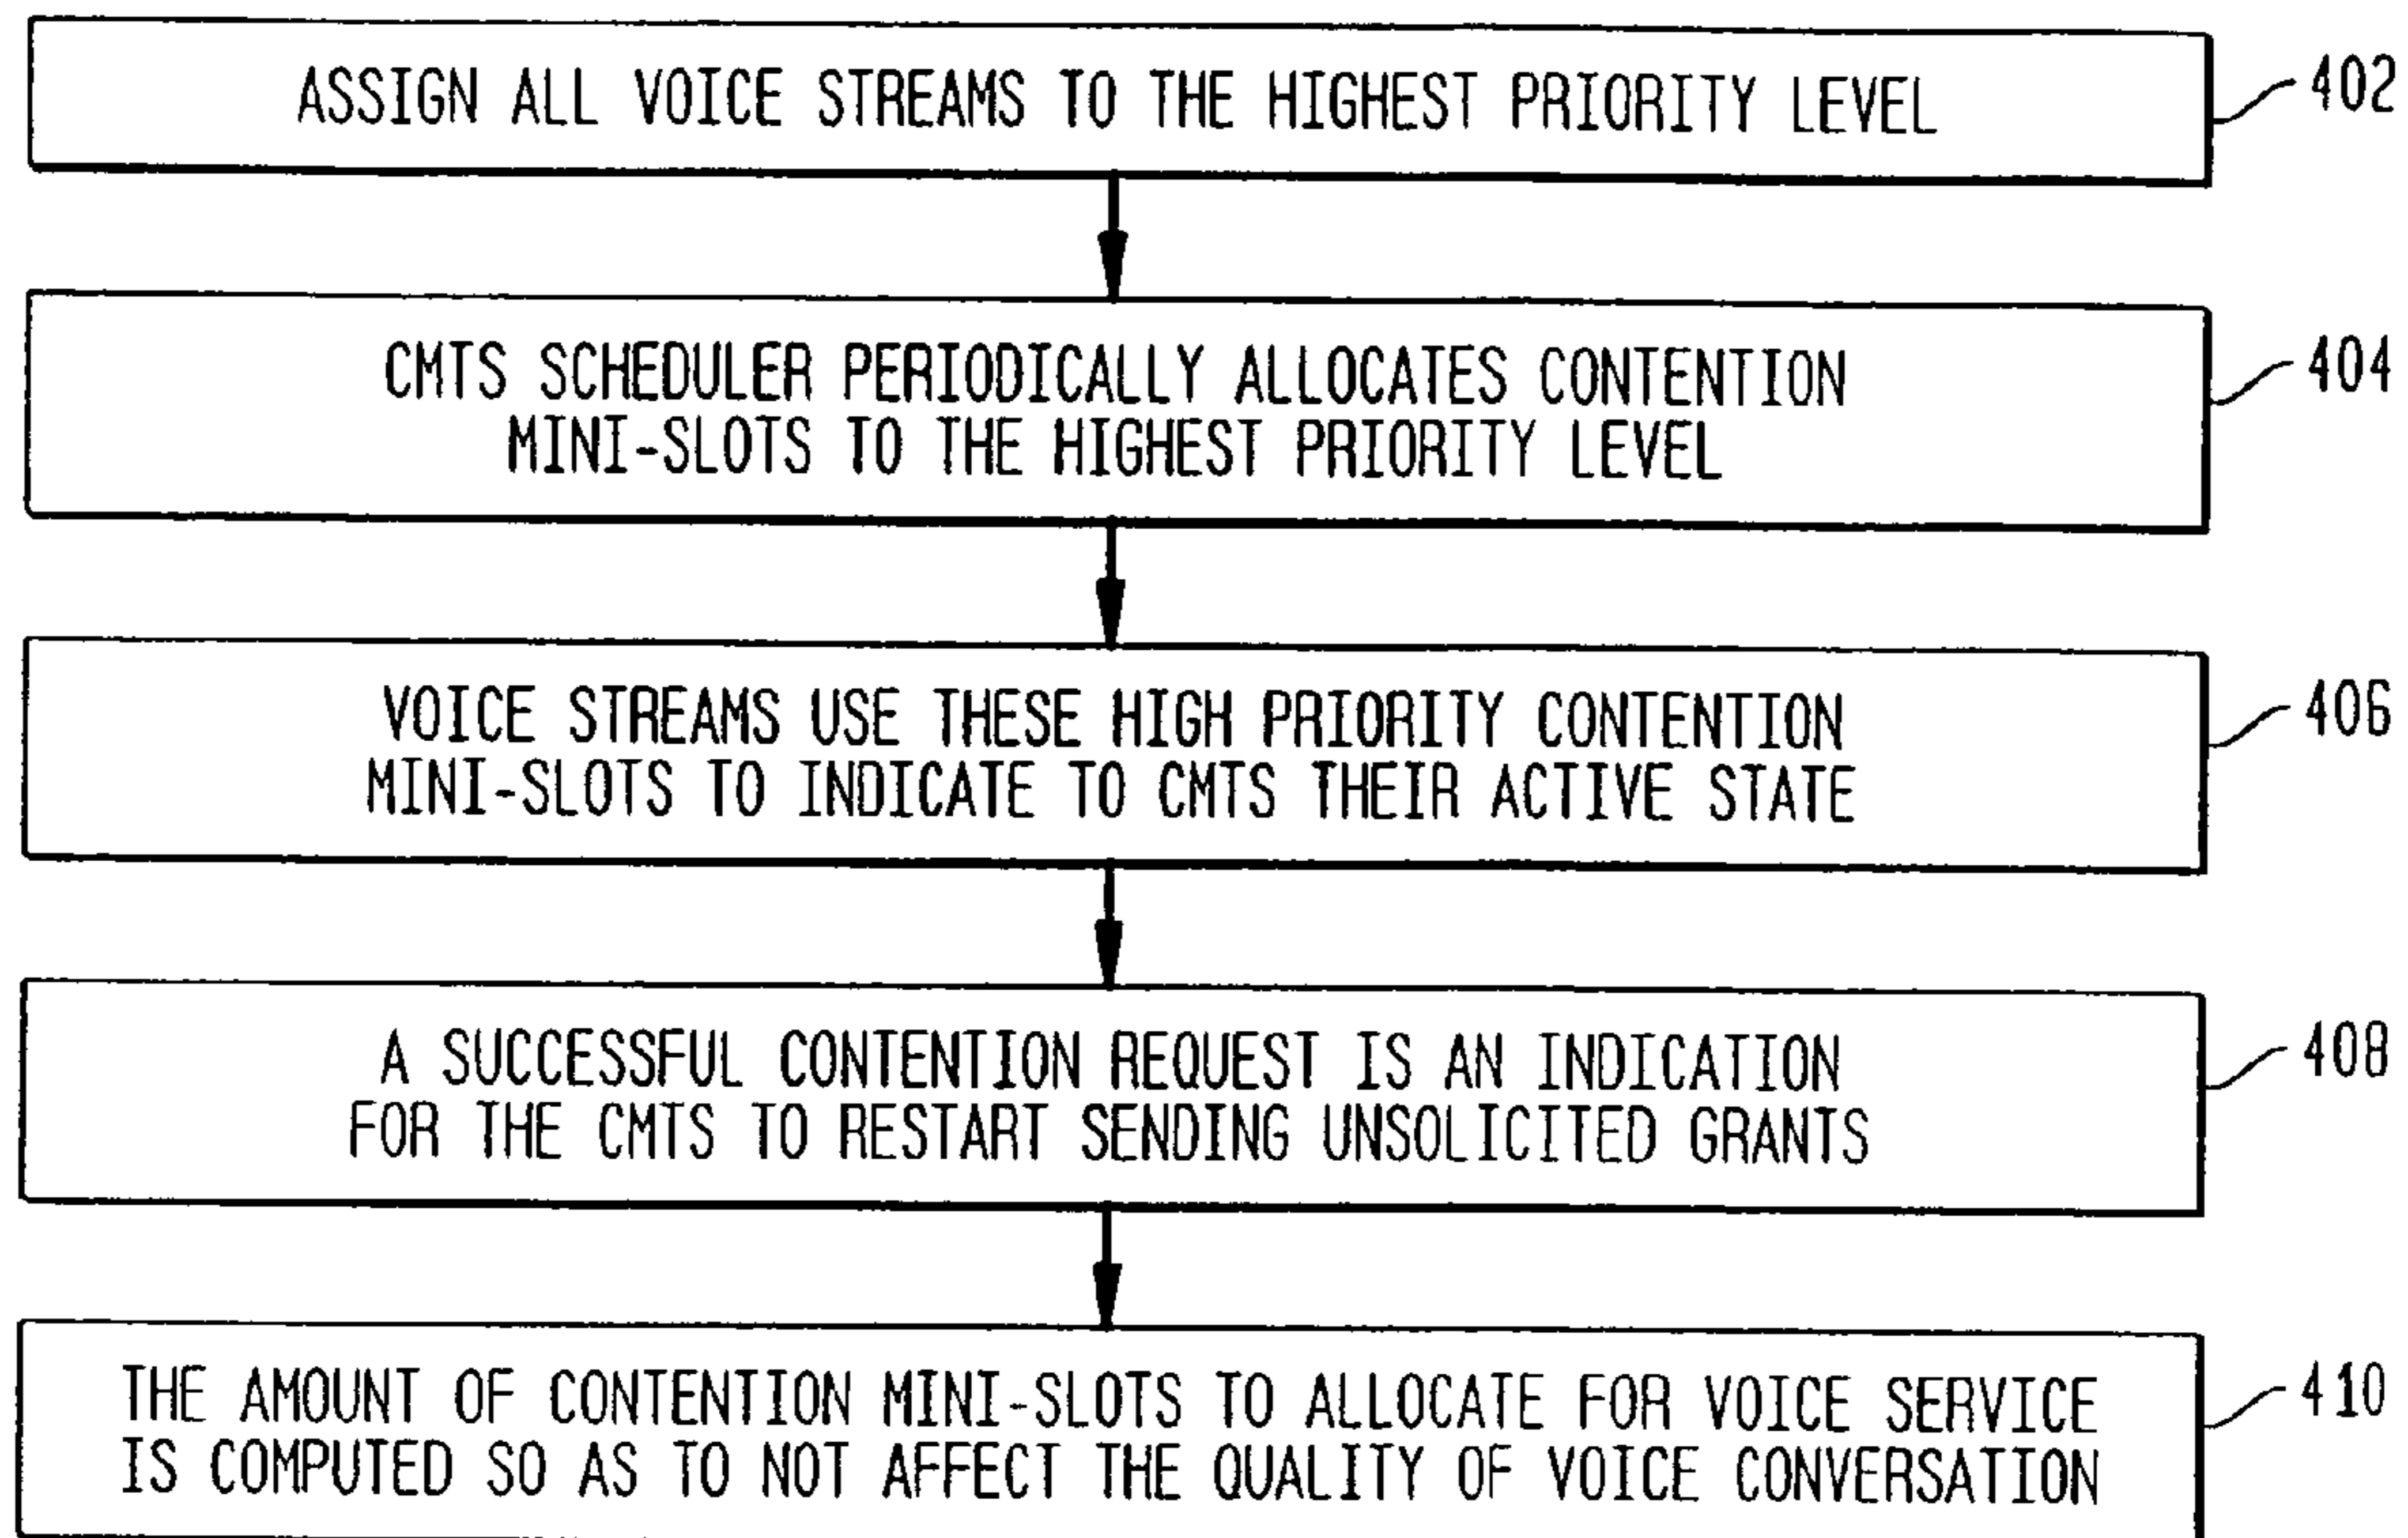 ASSIGN ALL VOICE STREAMS TO THE HIGHEST PRIORITY LEVEL
402
CMTS SCHEDULER PERIODICALLY ALLOCATES CONTENTION
MINI-SLOTS TO THE HIGHEST PRIORITY LEVEL
404
VOICE STREAMS USE THESE HIGH PRIORITY CONTENTION
MINI-SLOTS TO INDICATE TO CMTS THEIR ACTIVE STATE
406
A SUCCESSFUL CONTENTION REQUEST IS AN INDICATION
FOR THE CMTS TO RESTART SENDING UNSOLICITED GRANTS
408
THE AMOUNT OF CONTENTION MINI-SLOTS TO ALLOCATE FOR VOICE SERVICE
IS COMPUTED SO AS TO NOT AFFECT THE QUALITY OF VOICE CONVERSATION
410